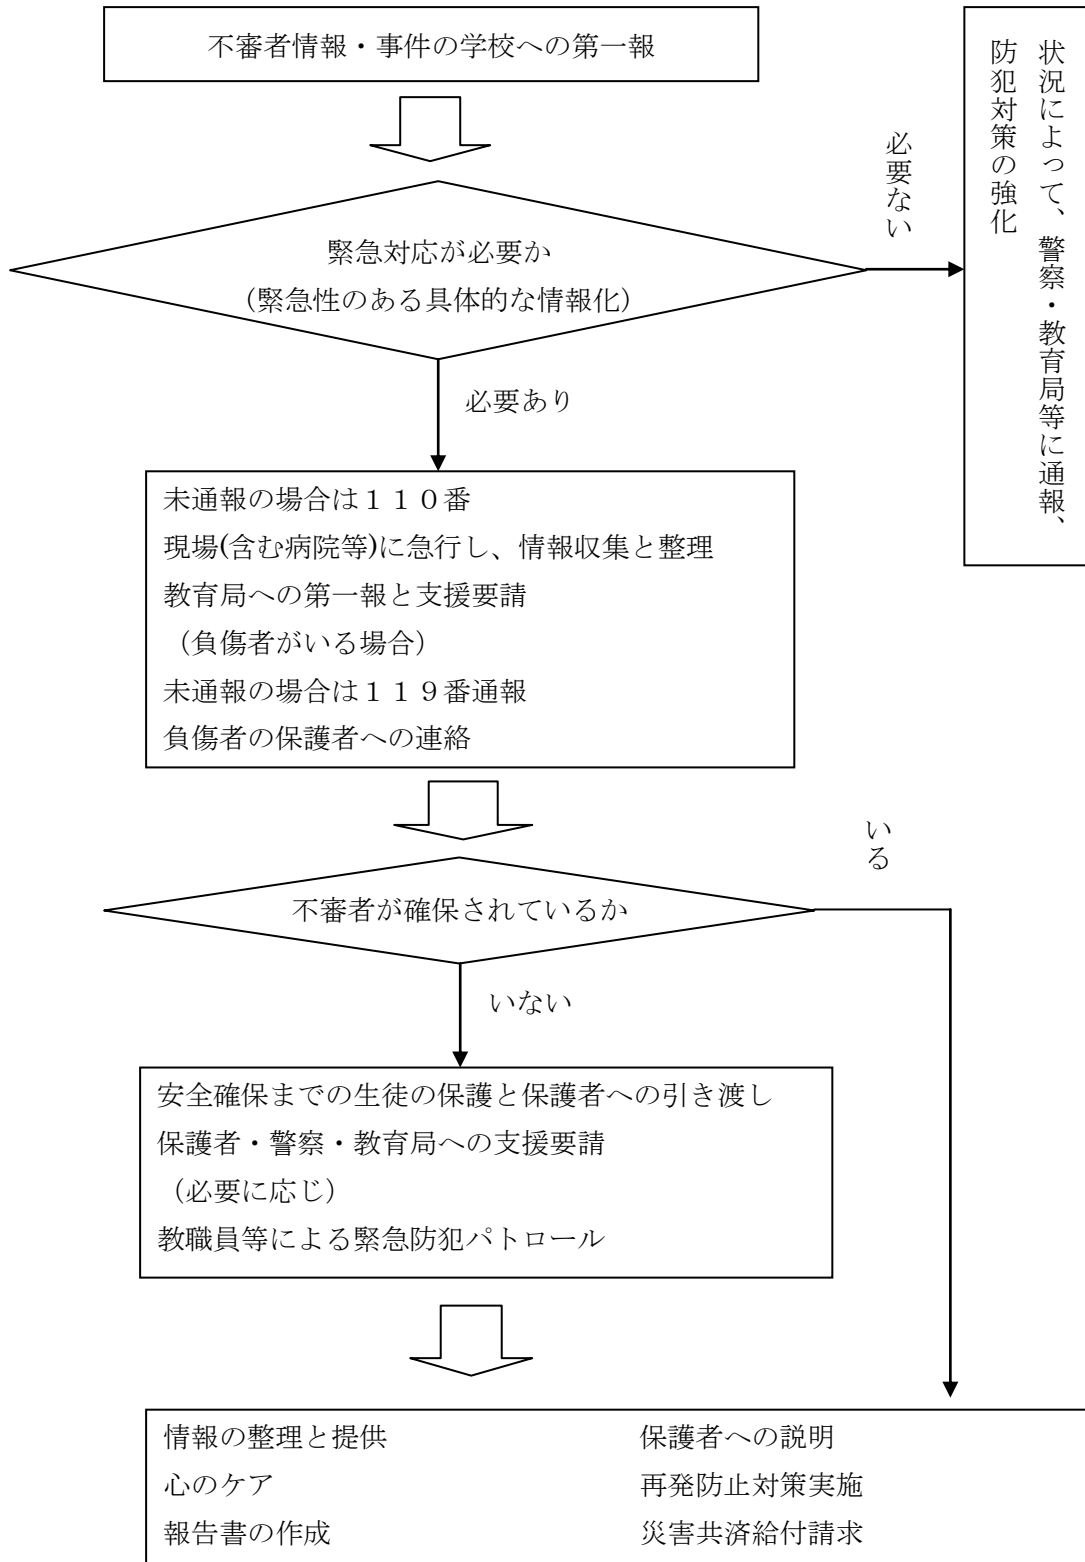 不審者情報・事件の学校への第一報
状況によって、警察・教育局等に通報、
防犯対策の強化
必要ない
緊急対応が必要か
（緊急性のある具体的な情報化）
必要あり
未通報の場合は１１０番
現場(含む病院等)に急行し、情報収集と整理
教育局への第一報と支援要請
（負傷者がいる場合）
未通報の場合は１１９番通報
負傷者の保護者への連絡
いる
不審者が確保されているか
いない
安全確保までの生徒の保護と保護者への引き渡し
保護者・警察・教育局への支援要請
（必要に応じ）
教職員等による緊急防犯パトロール
情報の整理と提供　保護者への説明
心のケア　再発防止対策実施
報告書の作成　災害共済給付請求